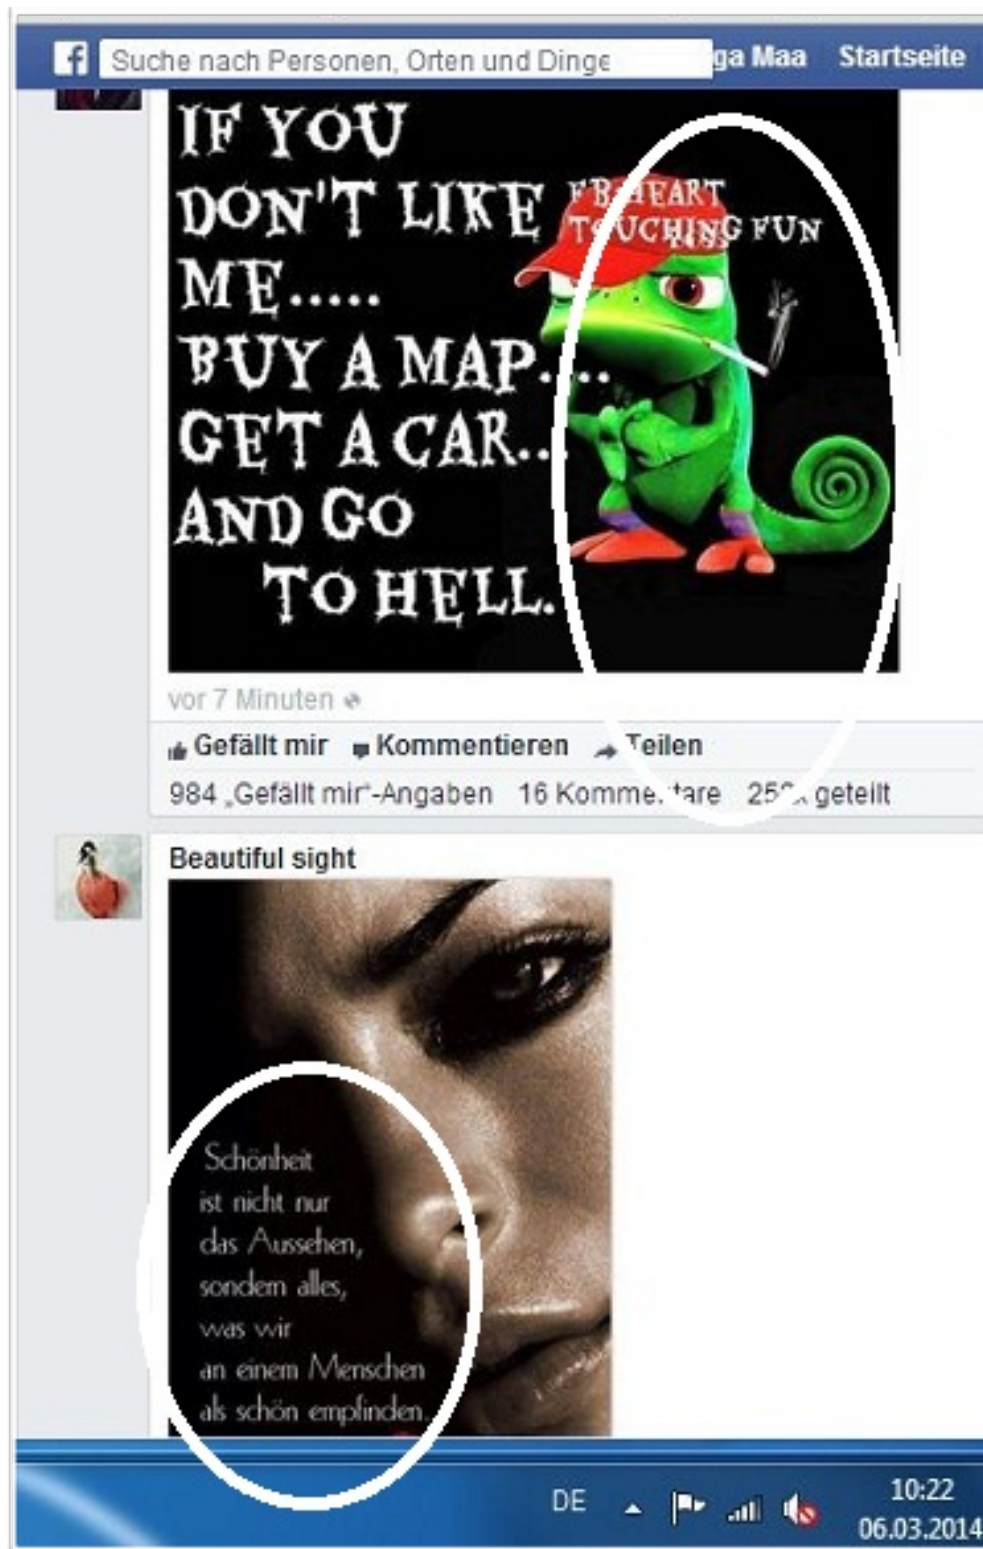 f Suche nach Personen, Orten und Dinge ga Maa Startseite
IF YOU
DON'T LIKE
ME.....
BUY A MAP....
GET A CAR...
AND GO
TO HELL.
FB HEART
TOUCHING FUN
vor 7 Minuten
Gefällt mir Kommentieren Teilen
984 „Gefällt mir“-Angaben 16 Kommentare geteilt
Beautiful sight
Schönheit
ist nicht nur
das Aussehen,
sondern alles,
was wir
an einem Menschen
als schön empfinden.
DE 10:22
06.03.2014